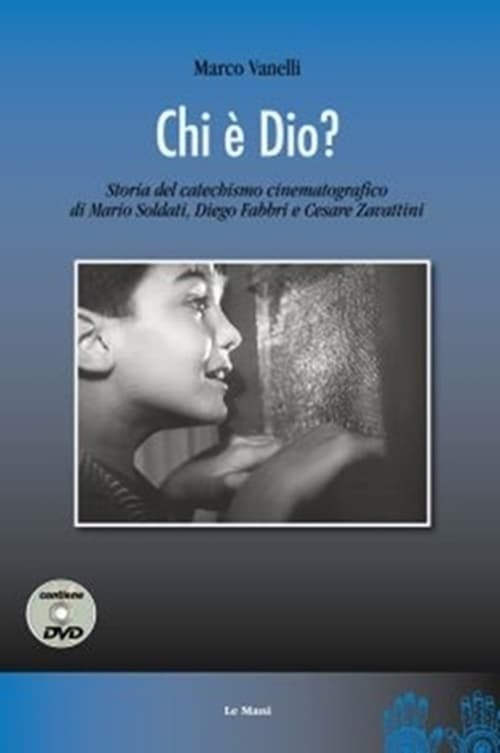 Marco Vanelli
Chi è Dio?
Storia del catechismo cinematografico
di Mario Soldati, Diego Fabbri e Cesare Zavattini
contiene
DVD
Le Mani